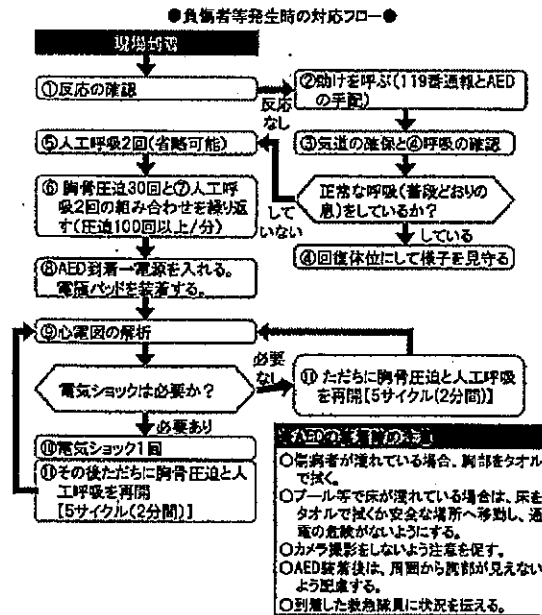 ●負傷者等発生時の対応フロー●
①反応の確認
反応
なし
②助けを呼ぶ(119番通報とAED
の手配)
③気道の確保と④呼吸の確認
正常な呼吸(普段どおりの
息)をしているか？
して
いない
している
④回復体位にして様子を見守る
⑤人工呼吸2回(省略可能)
⑥ 胸骨圧迫30回と⑦人工呼
吸2回の組み合わせを繰り返
す(圧迫100回以上/分)
⑧AED到着→電源を入れる。
電極パッドを装着する。
⑨心電図の解析
電気ショックは必要か？
必要
なし
⑪ ただちに胸骨圧迫と人工呼吸
を再開[5サイクル(2分間)]
必要あり
⑩電気ショック1回
⑪その後ただちに胸骨圧迫と人
工呼吸を再開
[5サイクル(2分間)]
○傷病者が濡れている場合、胸部をタオル
で拭く。
○プール等で床が濡れている場合は、床を
タオルで拭くか安全な場所へ移動し、通
電の危険がないようにする。
○カメラ撮影をしないよう注意を促す。
○AED装着後は、周囲から胸部が見えない
よう配慮する。
○到着した救急隊員に状況を伝える。